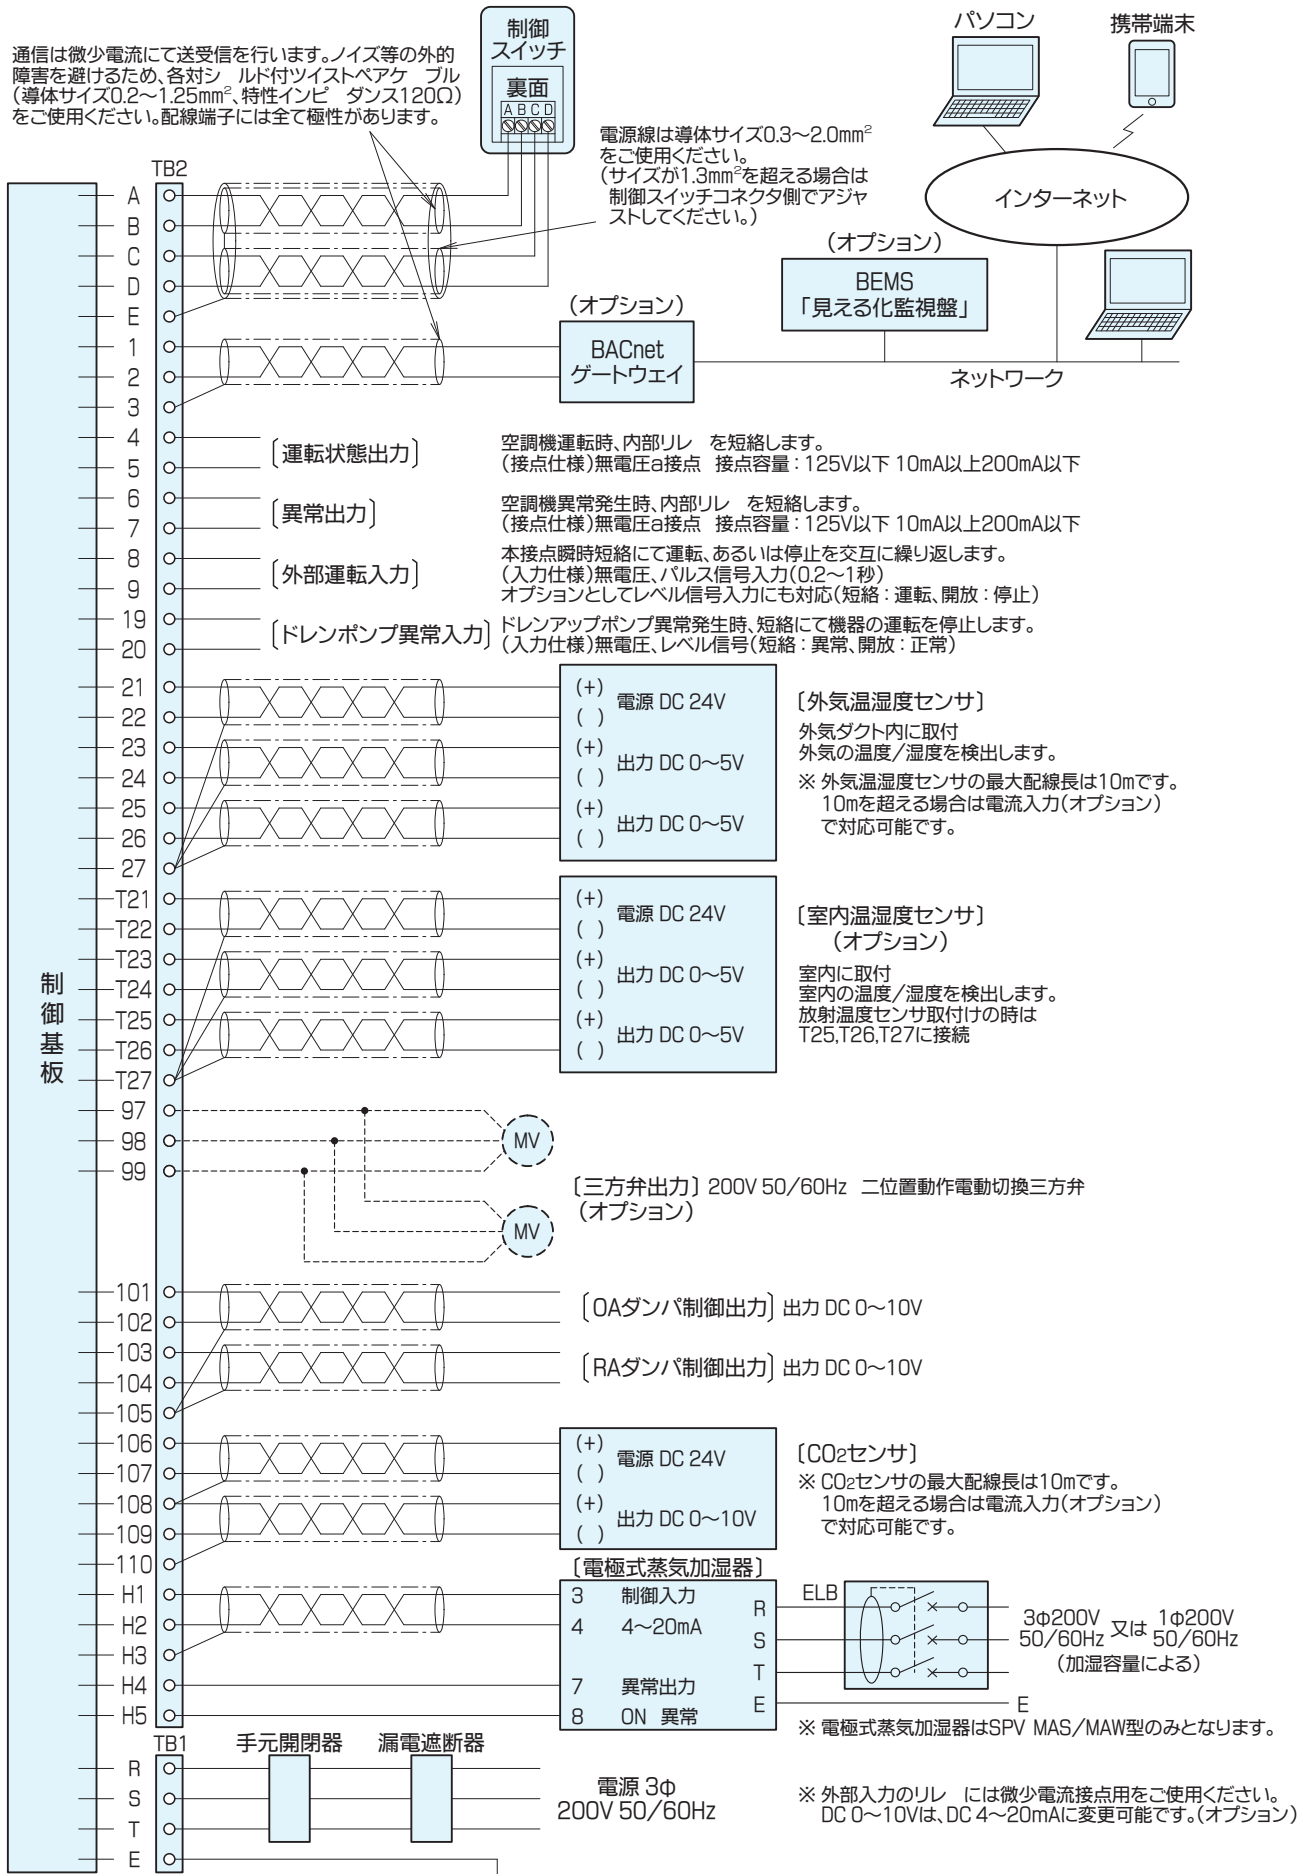 通信は微少電流にて送受信を行います。ノイズ等の外的
障害を避けるため、各対シ ルド付ツイストペアケ ブル
(導体サイズ0.2〜1.25mm²、特性インピ ダンス120Ω)
をご使用ください。配線端子には全て極性があります。
制御
スイッチ
裏面
A B C D
電源線は導体サイズ0.3〜2.0mm²
をご使用ください。
(サイズが1.3mm²を超える場合は
制御スイッチコネクタ側でアジャ
ストしてください。)
パソコン
携帯端末
インターネット
(オプション)
BEMS
「見える化監視盤」
(オプション)
BACnet
ゲートウェイ
ネットワーク
制御基板
TB2
A
B
C
D
E
1
2
3
4
5
〔運転状態出力〕
空調機運転時、内部リレ を短絡します。
(接点仕様)無電圧a接点 接点容量:125V以下 10mA以上200mA以下
6
7
〔異常出力〕
空調機異常発生時、内部リレ を短絡します。
(接点仕様)無電圧a接点 接点容量:125V以下 10mA以上200mA以下
8
9
〔外部運転入力〕
本接点瞬時短絡にて運転、あるいは停止を交互に繰り返します。
(入力仕様)無電圧、パルス信号入力(0.2〜1秒)
オプションとしてレベル信号入力にも対応(短絡:運転、開放:停止)
19
20
〔ドレンポンプ異常入力〕
ドレンアップポンプ異常発生時、短絡にて機器の運転を停止します。
(入力仕様)無電圧、レベル信号(短絡:異常、開放:正常)
21
22
23
24
25
26
27
(+)
( )
電源 DC 24V
(+)
( )
出力 DC 0〜5V
(+)
( )
出力 DC 0〜5V
〔外気温湿度センサ〕
外気ダクト内に取付
外気の温度/湿度を検出します。
※ 外気温湿度センサの最大配線長は10mです。
10mを超える場合は電流入力(オプション)
で対応可能です。
T21
T22
T23
T24
T25
T26
T27
(+)
( )
電源 DC 24V
(+)
( )
出力 DC 0〜5V
(+)
( )
出力 DC 0〜5V
〔室内温湿度センサ〕
(オプション)
室内に取付
室内の温度/湿度を検出します。
放射温度センサ取付けの時は
T25,T26,T27に接続
97
98
99
MV
MV
〔三方弁出力〕 200V 50/60Hz 二位置動作電動切換三方弁
(オプション)
101
102
〔OAダンパ制御出力〕 出力 DC 0〜10V
103
104
105
〔RAダンパ制御出力〕 出力 DC 0〜10V
106
107
108
109
110
(+)
( )
電源 DC 24V
(+)
( )
出力 DC 0〜10V
〔CO2センサ〕
※ CO2センサの最大配線長は10mです。
10mを超える場合は電流入力(オプション)
で対応可能です。
H1
H2
H3
H4
H5
〔電極式蒸気加湿器〕
3 制御入力
4 4〜20mA
7 異常出力
8 ON 異常
R
S
T
E
ELB
3Φ200V
50/60Hz
又は
1Φ200V
50/60Hz
(加湿容量による)
E
※ 電極式蒸気加湿器はSPV MAS/MAW型のみとなります。
TB1
手元開閉器
漏電遮断器
R
S
T
E
電源 3Φ
200V 50/60Hz
※ 外部入力のリレ には微少電流接点用をご使用ください。
DC 0〜10Vは、DC 4〜20mAに変更可能です。(オプション)